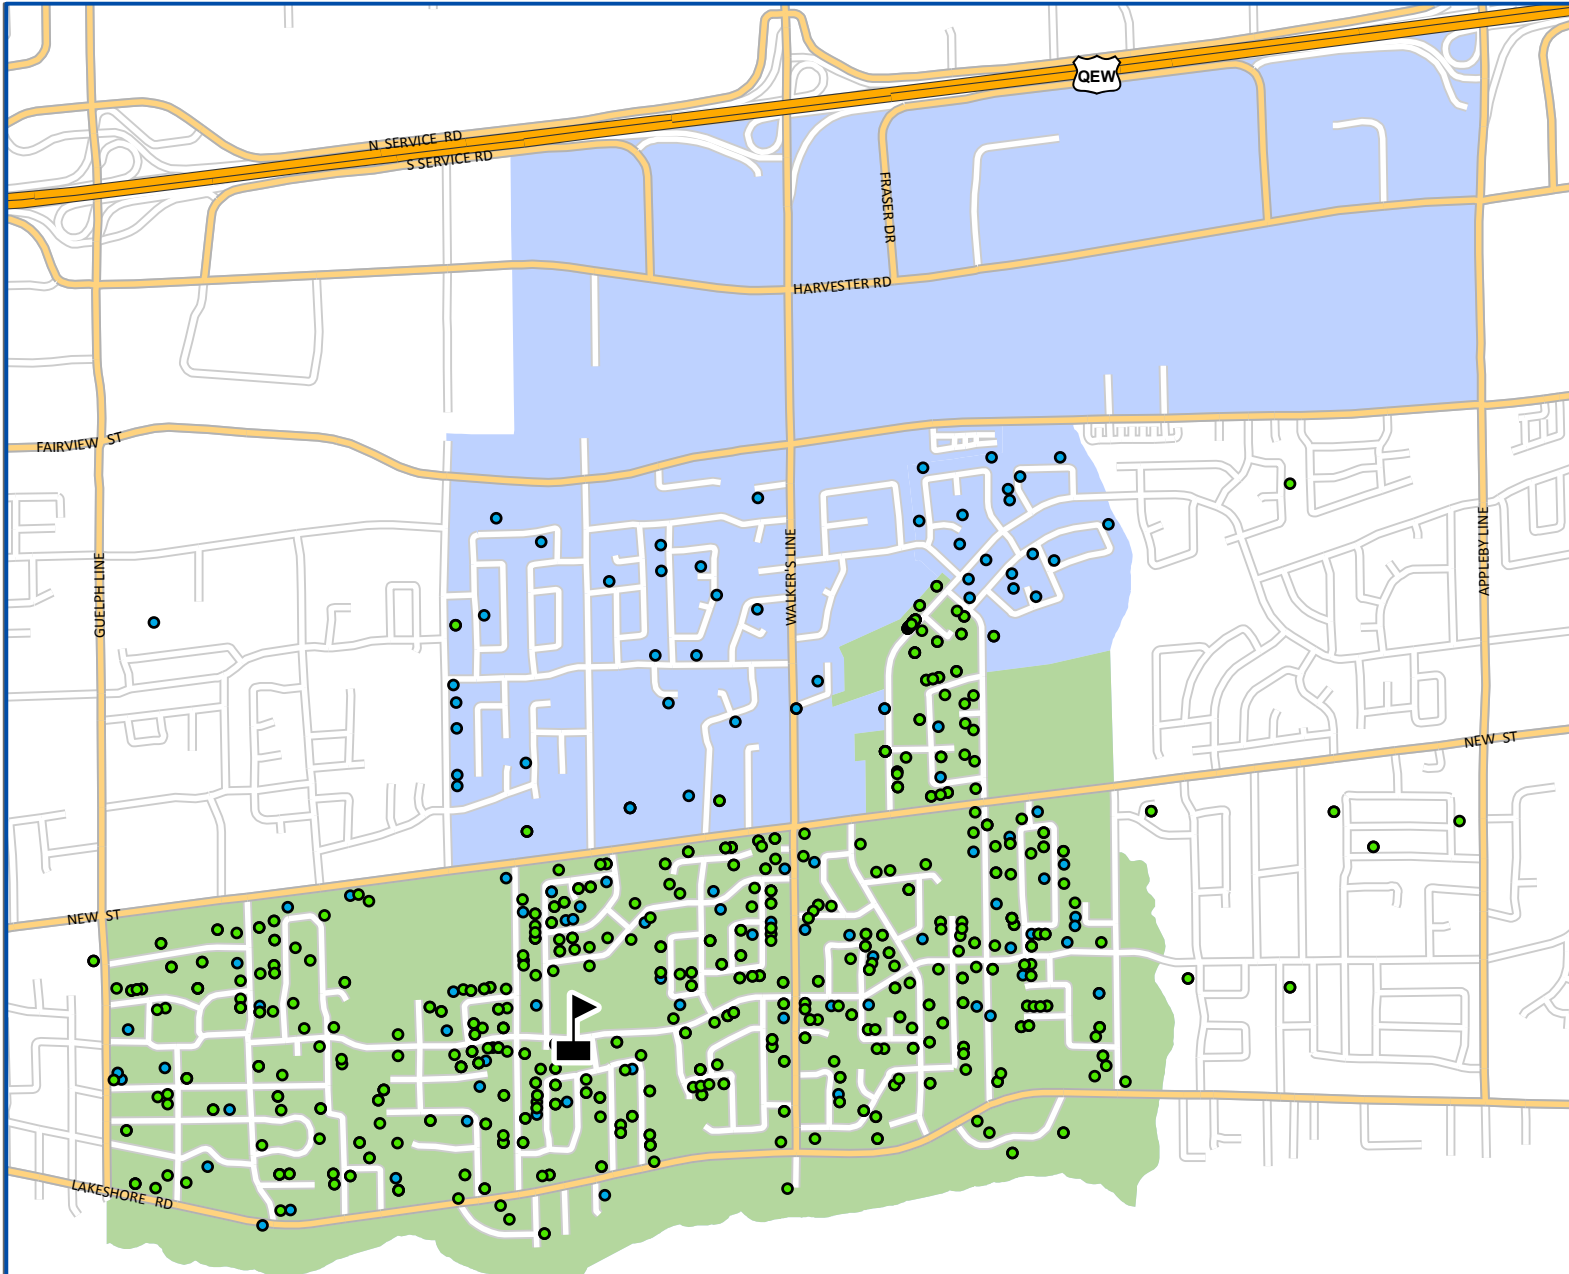 QEW
N SERVICE RD
S SERVICE RD
FRASER DR
HARVESTER RD
FAIRVIEW ST
GUELPH LINE
WALKER'S LINE
APPLEBY LINE
NEW ST
NEW ST
LAKESHORE RD